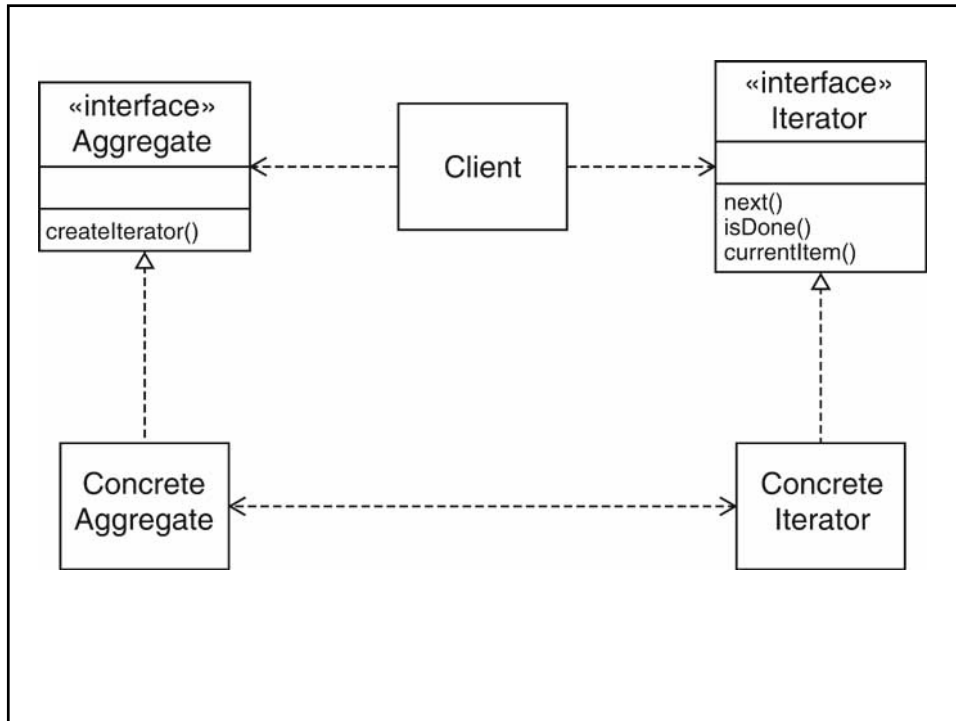 «interface»
Aggregate
createIterator()
Client
«interface»
Iterator
next()
isDone()
currentItem()
Concrete
Aggregate
Concrete
Iterator